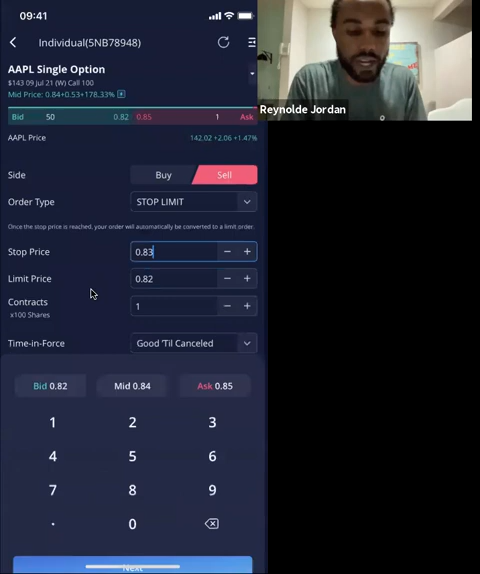 09:41
Individual(5NB78948)
AAPL Single Option
$143 09 Jul 21 (W) Call 100
Mid Price: 0.84+0.53+178.33%
Bid 50 0.82 0.85 1 Ask
AAPL Price 142.02 +2.06 +1.47%
Side Buy Sell
Order Type STOP LIMIT
Once the stop price is reached, your order will automatically be converted to a limit order.
Stop Price 0.83
Limit Price 0.82
Contracts 1
x100 Shares
Time-in-Force Good 'Til Canceled
Bid 0.82 Mid 0.84 Ask 0.85
1 2 3
4 5 6
7 8 9
. 0
Next
Reynolde Jordan